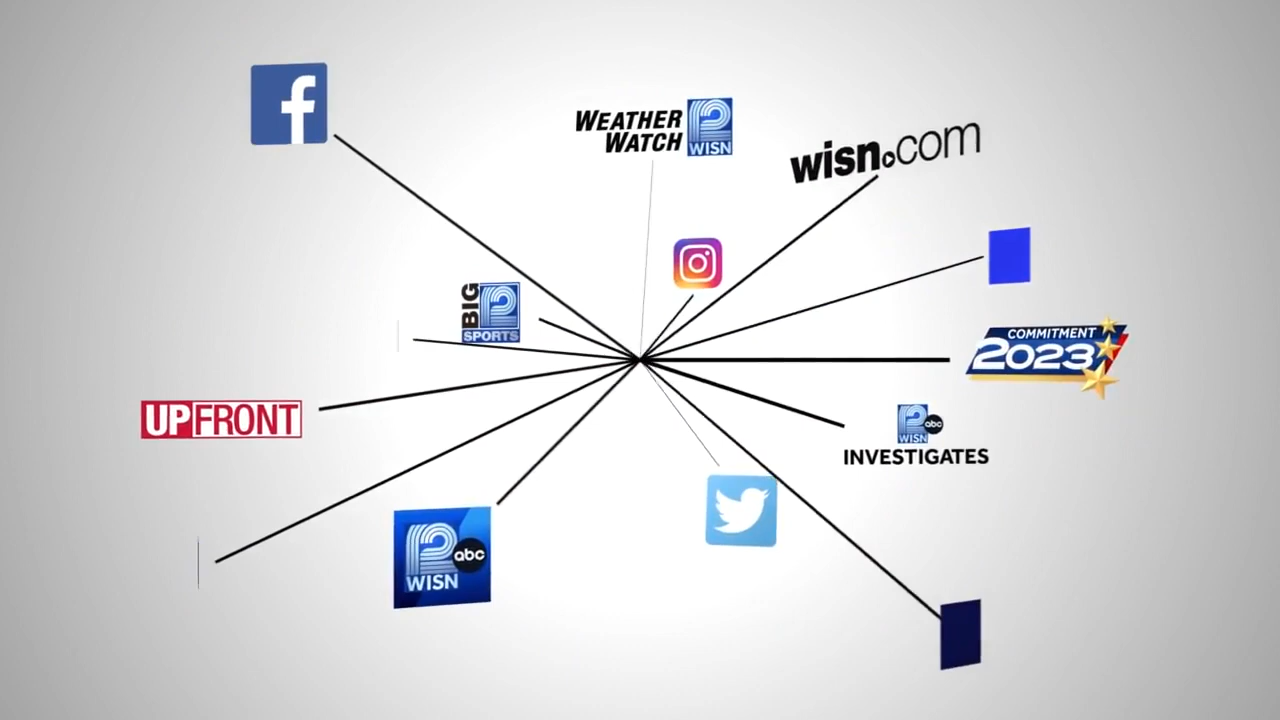 f
WEATHER
WATCH
12
WISN
wisn.com
BIG
12
SPORTS
COMMITMENT
2023
UPFRONT
12
abc
WISN
INVESTIGATES
12
abc
WISN